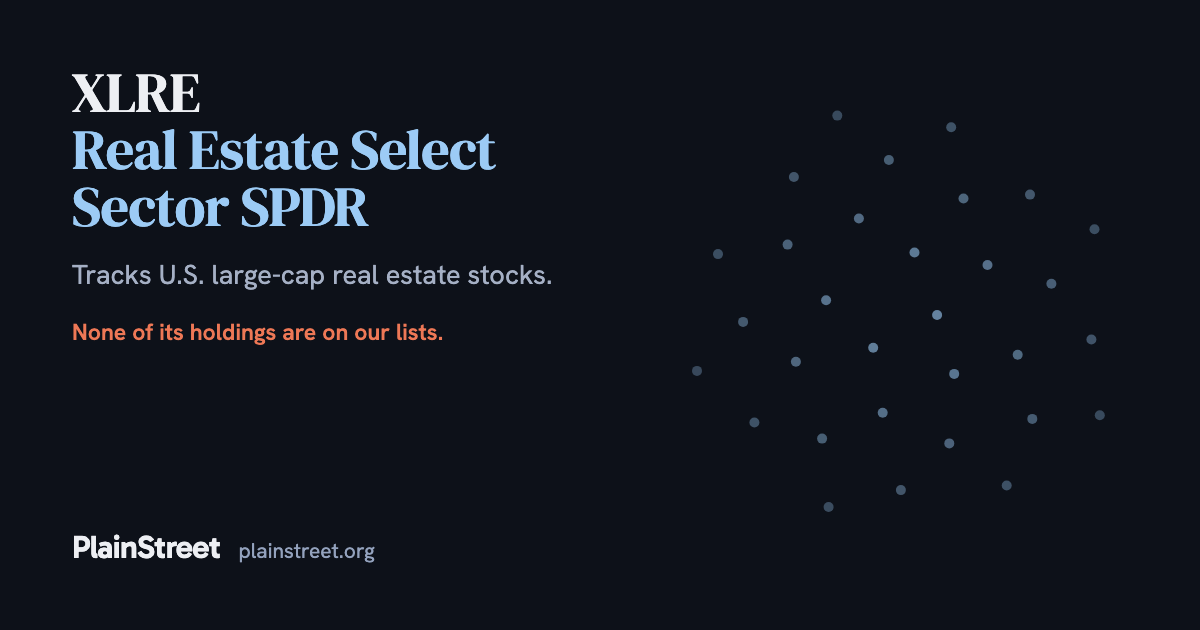 XLRE
Real Estate Select
Sector SPDR
Tracks U.S. large-cap real estate stocks.
None of its holdings are on our lists.
PlainStreet plainstreet.org